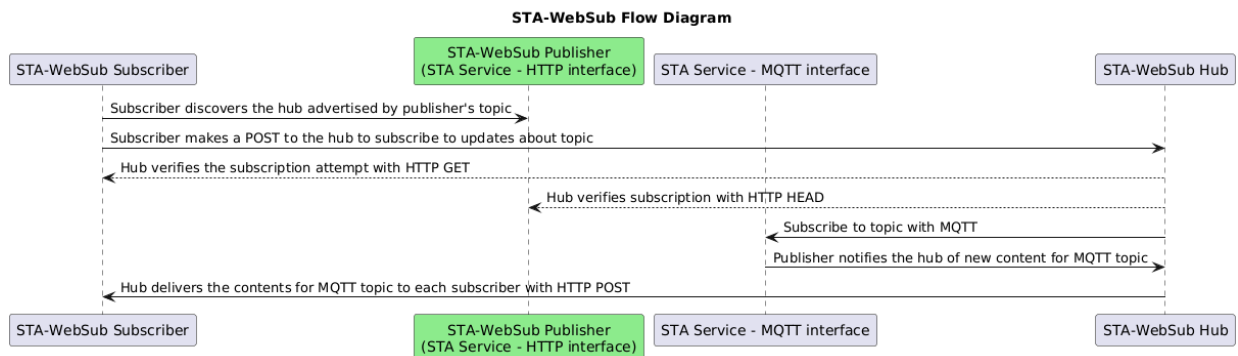 STA-WebSub Flow Diagram
STA-WebSub Subscriber
STA-WebSub Publisher
(STA Service - HTTP interface)
STA Service - MQTT interface
STA-WebSub Hub
Subscriber discovers the hub advertised by publisher's topic
Subscriber makes a POST to the hub to subscribe to updates about topic
Hub verifies the subscription attempt with HTTP GET
Hub verifies subscription with HTTP HEAD
Subscribe to topic with MQTT
Publisher notifies the hub of new content for MQTT topic
Hub delivers the contents for MQTT topic to each subscriber with HTTP POST
STA-WebSub Subscriber
STA-WebSub Publisher
(STA Service - HTTP interface)
STA Service - MQTT interface
STA-WebSub Hub